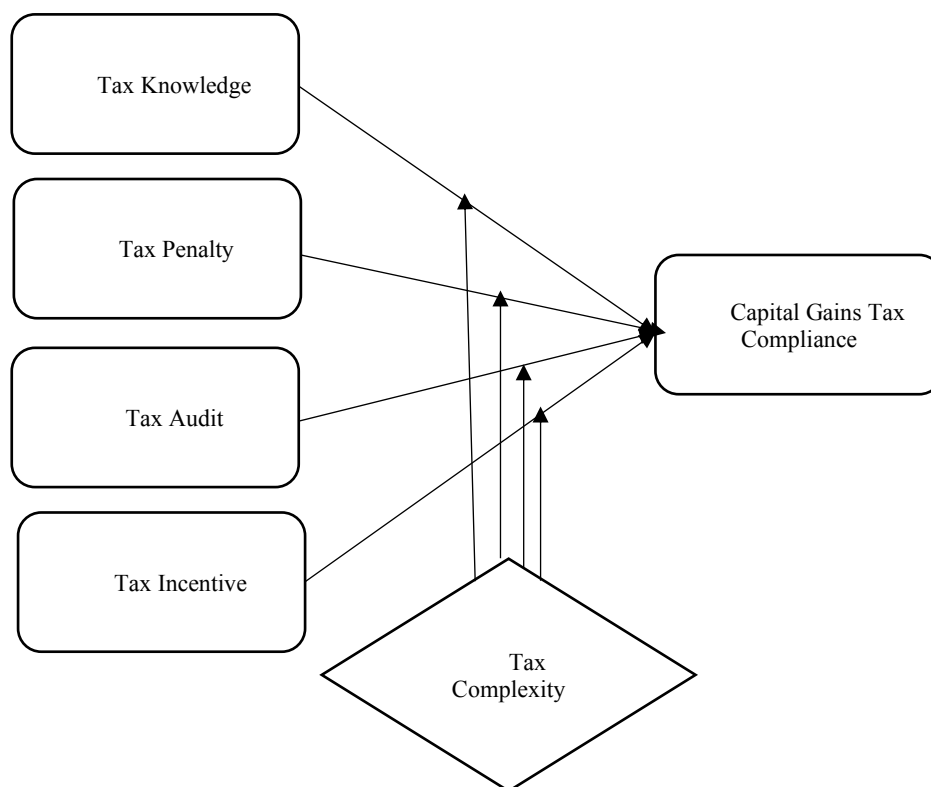 Tax Knowledge
Tax Penalty
Tax Audit
Tax Incentive
Capital Gains Tax
Compliance
Tax
Complexity